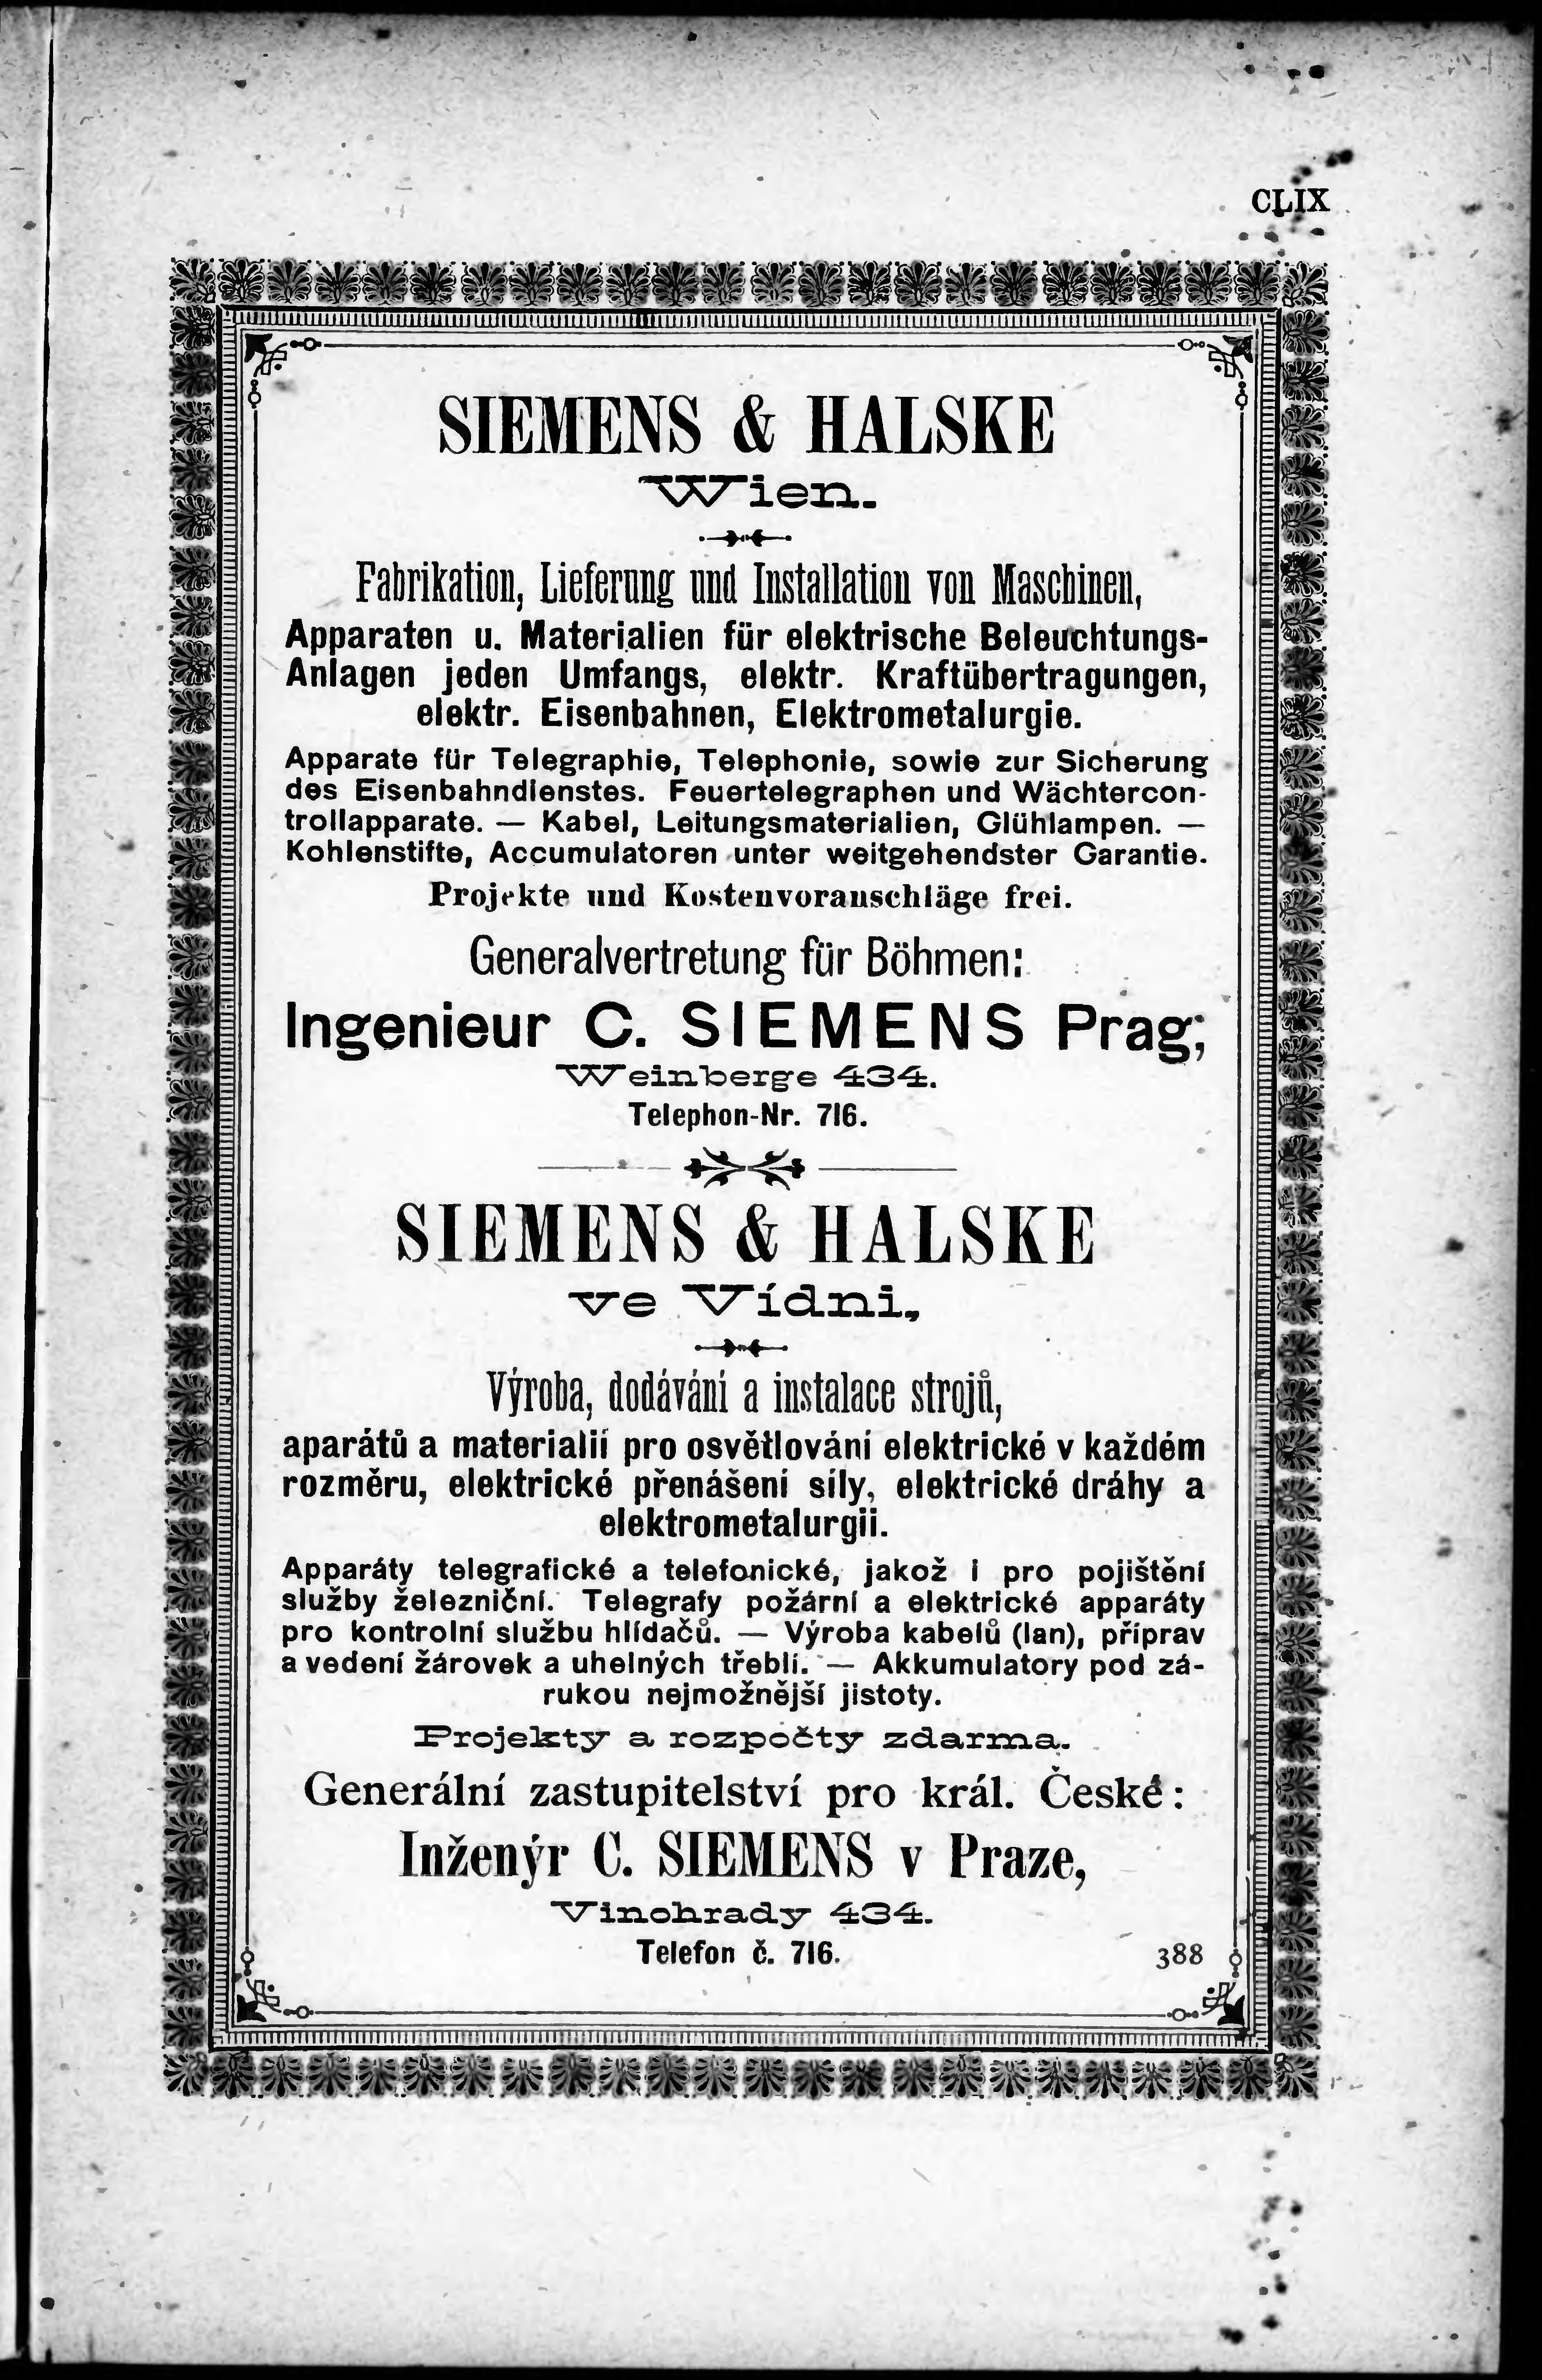 CLIX
SIEMENS & HALSKE
Wien.
Fabrikation, Lieferung und Installation von Maschinen,
Apparaten u. Materialien für elektrische Beleuchtungs-
Anlagen jeden Umfangs, elektr. Kraftübertragungen,
elektr. Eisenbahnen, Elektrometalurgie.
Apparate für Telegraphie, Telephonie, sowie zur Sicherung
des Eisenbahndienstes. Feuertelegraphen und Wächtercon-
trollapparate. — Kabel, Leitungsmaterialien, Glühlampen. —
Kohlenstifte, Accumulatoren unter weitgehendster Garantie.
Projekte und Kostenvoranschläge frei.
Generalvertretung für Böhmen:
Ingenieur C. SIEMENS Prag;
Weinberge 434.
Telephon-Nr. 716.
SIEMENS & HALSKE
ve Vídni,
Výroba, dodávání a instalace strojů,
aparátů a materialií pro osvětlování elektrické v každém
rozměru, elektrické přenášení síly, elektrické dráhy a
elektrometalurgii.
Apparáty telegrafické a telefonické, jakož i pro pojištění
služby železniční. Telegrafy požární a elektrické apparáty
pro kontrolní službu hlídačů. — Výroba kabelů (lan), příprav
a vedení žárovek a uhelných třeblí. — Akkumulatory pod zá-
rukou nejmožnější jistoty.
Projekty a rozpočty zdarma.
Generální zastupitelství pro král. České:
Inženýr C. SIEMENS v Praze,
Vinohrady 434.
Telefon č. 716.
388